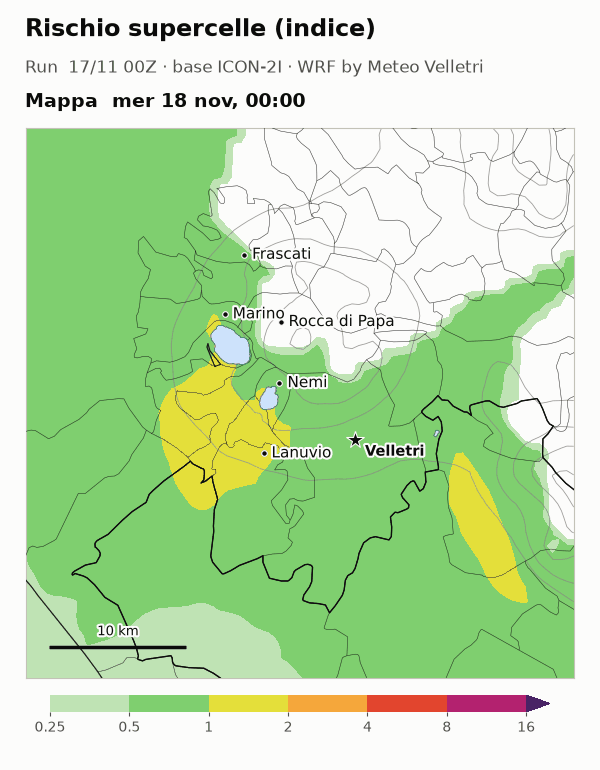 Rischio supercelle (indice)
Run  17/11 00Z · base ICON-2I · WRF by Meteo Velletri
Mappa  mer 18 nov, 00:00
Frascati
Marino
Rocca di Papa
Nemi
Velletri
Lanuvio
10 km
0.25 0.5 1 2 4 8 16